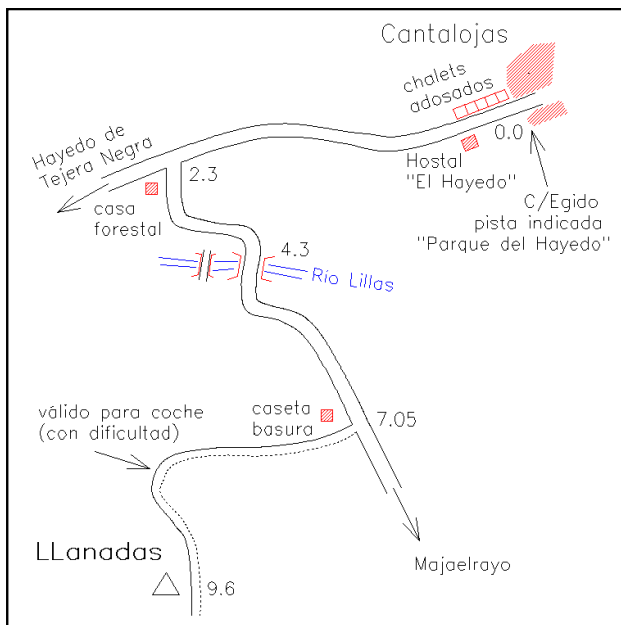 Cantalojas
chalets
adosados
0.0
Hostal
"El Hayedo"
C/Egido
pista indicada
"Parque del Hayedo"
Hayedo de
Tejera Negra
2.3
casa
forestal
4.3
Río Lillas
válido para coche
(con dificultad)
caseta
basura
7.05
LLanadas
9.6
Majaelrayo